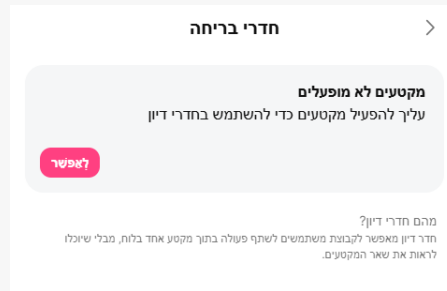 חדרי בריחה
מקטעים לא מופעלים
עליך להפעיל מקטעים כדי להשתמש בחדרי דיון
לְאַפשֵׁר
מהם חדרי דיון?
חדר דיון מאפשר לקבוצת משתמשים לשתף פעולה בתוך מקטע אחד בלוח, מבלי שיוכלו
לראות את שאר המקטעים.